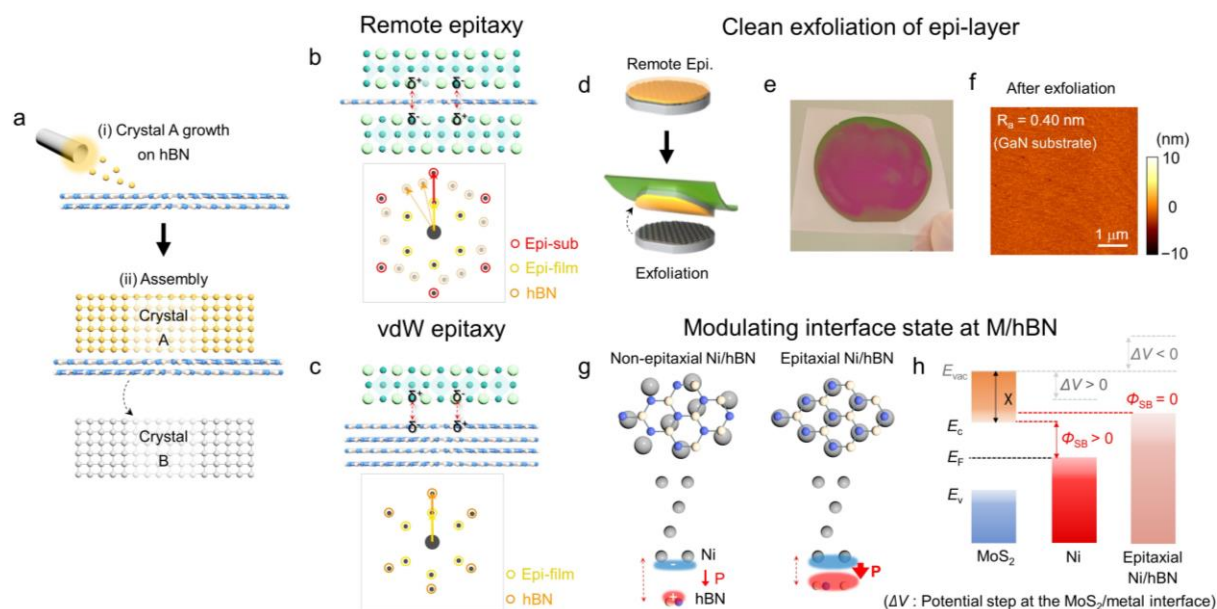 Remote epitaxy
Clean exfoliation of epi-layer
a
(i) Crystal A growth
on hBN
(ii) Assembly
Crystal
A
Crystal
B
b
δ⁺ δ⁻
δ⁻ δ⁺
Epi-sub
Epi-film
hBN
vdW epitaxy
c
δ⁺ δ⁻
δ⁻ δ⁺
Epi-film
hBN
d
Remote Epi.
Exfoliation
e
f
After exfoliation
Rₐ = 0.40 nm
(GaN substrate)
1 μm
(nm)
10
0
−10
Modulating interface state at M/hBN
g
Non-epitaxial Ni/hBN
Epitaxial Ni/hBN
Ni
P
hBN
P
h
ΔV < 0
E_vac
ΔV > 0
χ
Φ_SB = 0
E_c
Φ_SB > 0
E_F
E_v
MoS₂
Ni
Epitaxial
Ni/hBN
(ΔV : Potential step at the MoS₂/metal interface)